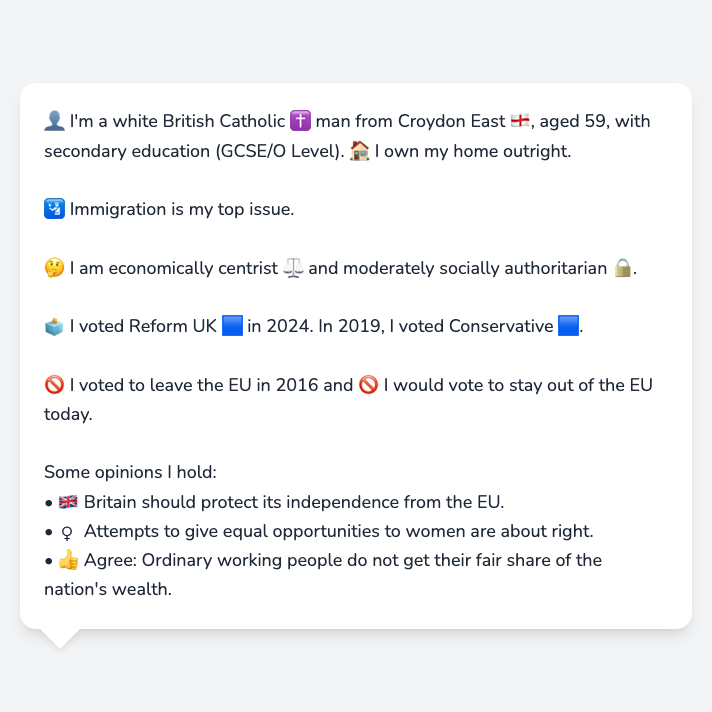 👤 I'm a white British Catholic ✝️ man from Croydon East 🏴󠁧󠁢󠁥󠁮󠁧󠁿, aged 59, with
secondary education (GCSE/O Level). 🏠 I own my home outright.
🛂 Immigration is my top issue.
🤔 I am economically centrist ⚖️ and moderately socially authoritarian 🔒.
🗳️ I voted Reform UK 🟦 in 2024. In 2019, I voted Conservative 🟦.
🚫 I voted to leave the EU in 2016 and 🚫 I would vote to stay out of the EU
today.
Some opinions I hold:
• 🇬🇧 Britain should protect its independence from the EU.
• ♀ Attempts to give equal opportunities to women are about right.
• 👍 Agree: Ordinary working people do not get their fair share of the
nation's wealth.